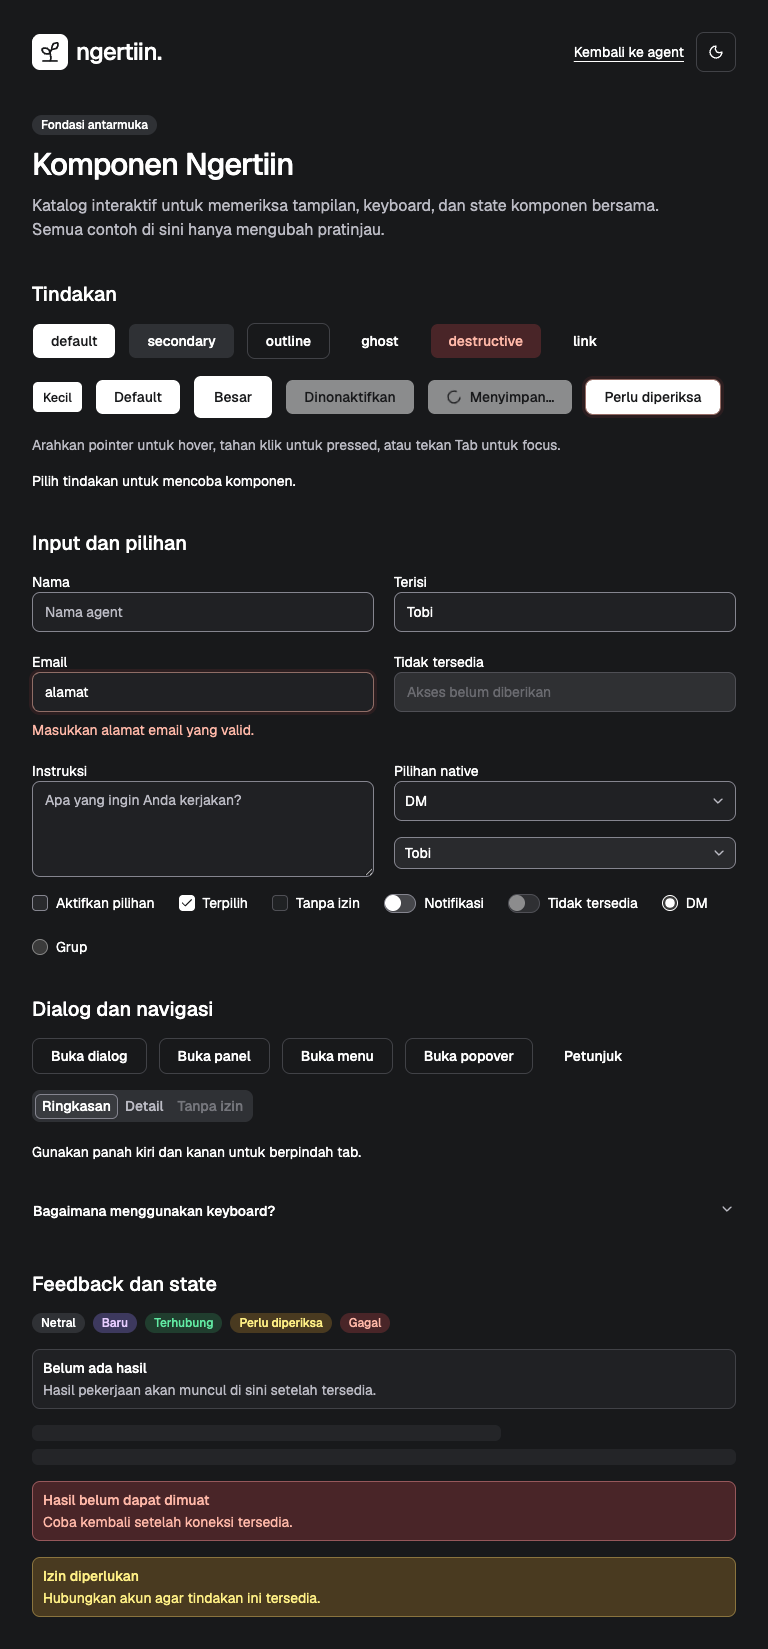 ngertiin.
Kembali ke agent
Fondasi antarmuka
Komponen Ngertiin
Katalog interaktif untuk memeriksa tampilan, keyboard, dan state komponen bersama.
Semua contoh di sini hanya mengubah pratinjau.
Tindakan
default secondary outline ghost destructive link
Kecil Default Besar Dinonaktifkan Menyimpan... Perlu diperiksa
Arahkan pointer untuk hover, tahan klik untuk pressed, atau tekan Tab untuk focus.
Pilih tindakan untuk mencoba komponen.
Input dan pilihan
Nama
Nama agent
Terisi
Tobi
Email
alamat
Masukkan alamat email yang valid.
Tidak tersedia
Akses belum diberikan
Instruksi
Apa yang ingin Anda kerjakan?
Pilihan native
DM
Tobi
Aktifkan pilihan Terpilih Tanpa izin Notifikasi Tidak tersedia DM
Grup
Dialog dan navigasi
Buka dialog Buka panel Buka menu Buka popover Petunjuk
Ringkasan Detail Tanpa izin
Gunakan panah kiri dan kanan untuk berpindah tab.
Bagaimana menggunakan keyboard?
Feedback dan state
Netral Baru Terhubung Perlu diperiksa Gagal
Belum ada hasil
Hasil pekerjaan akan muncul di sini setelah tersedia.
Hasil belum dapat dimuat
Coba kembali setelah koneksi tersedia.
Izin diperlukan
Hubungkan akun agar tindakan ini tersedia.